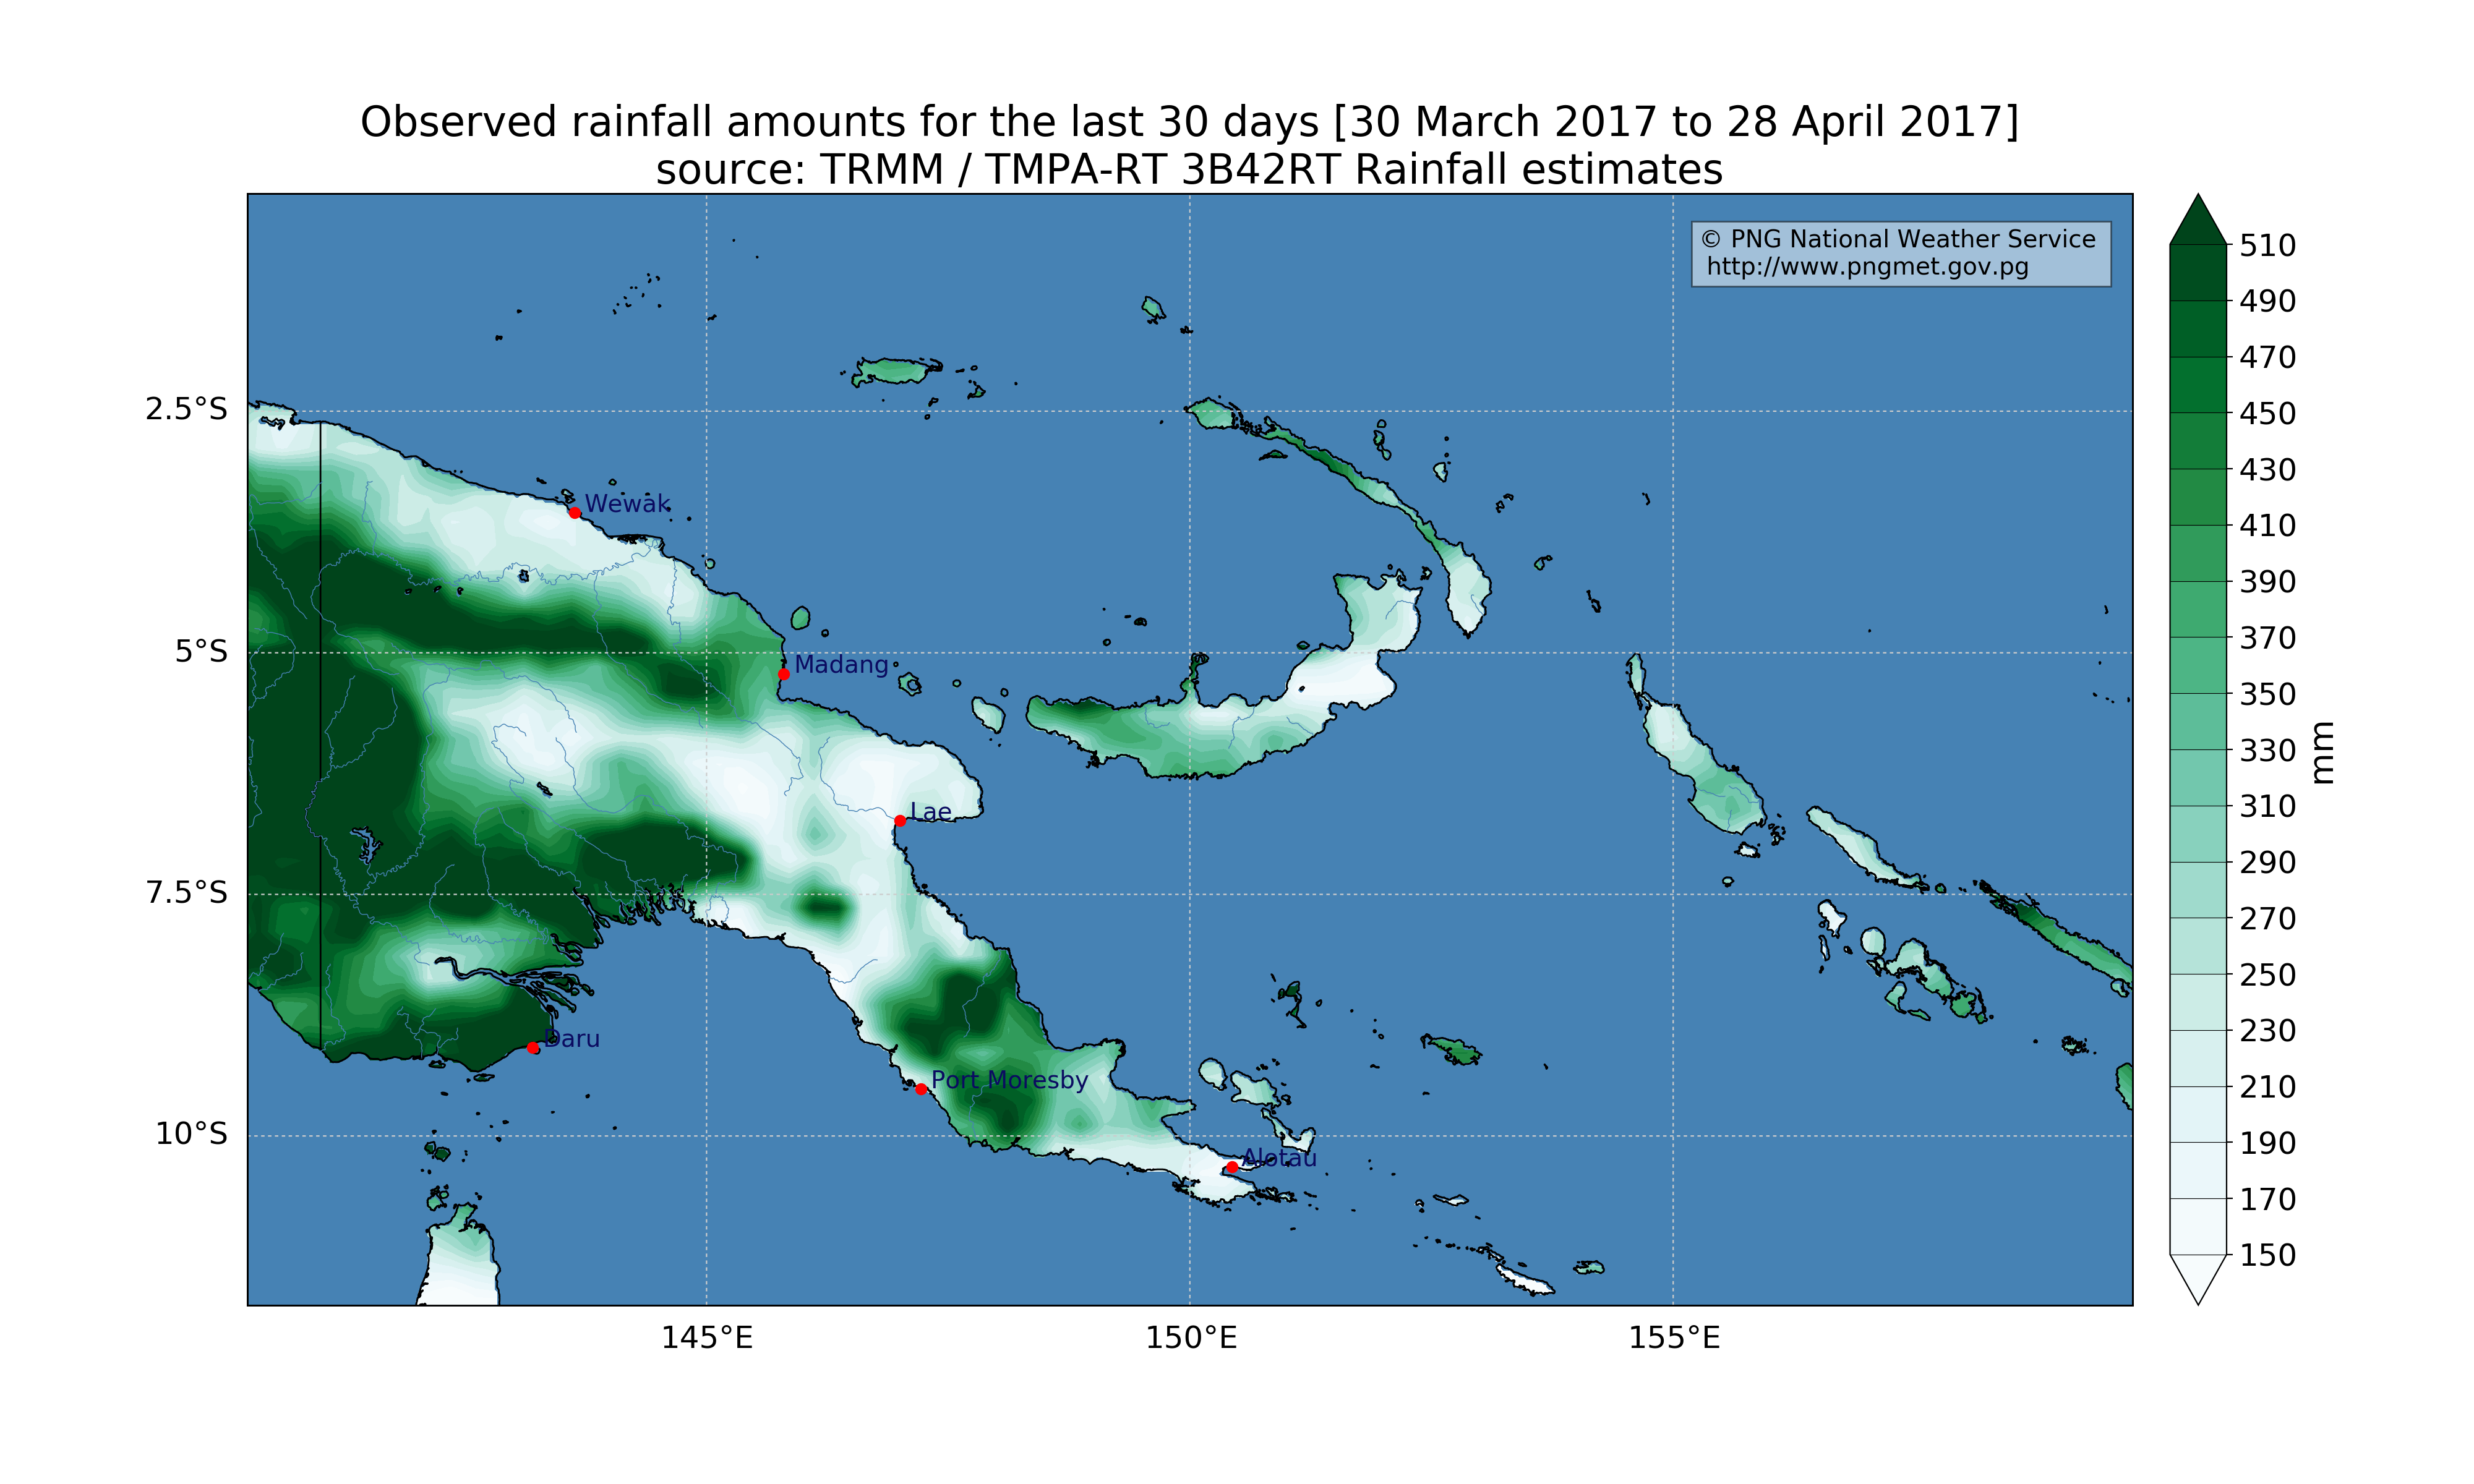 Observed rainfall amounts for the last 30 days [30 March 2017 to 28 April 2017]
source: TRMM / TMPA-RT 3B42RT Rainfall estimates
© PNG National Weather Service
http://www.pngmet.gov.pg
2.5°S
5°S
7.5°S
10°S
Wewak
Madang
Lae
Daru
Port Moresby
Alotau
145°E
150°E
155°E
510
490
470
450
430
410
390
370
350
330
310
290
270
250
230
210
190
170
150
mm